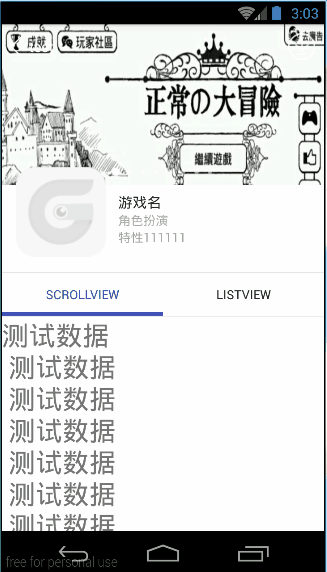 3:03
成就
玩家社區
去廣告
正常の大冒險
繼續遊戲
游戏名
角色扮演
特性111111
SCROLLVIEW
LISTVIEW
测试数据
测试数据
测试数据
测试数据
测试数据
测试数据
测试数据
free for personal use